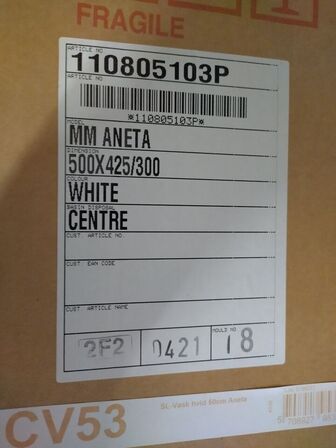 FRAGILE
ARTICLE NO
110805103P
ARTICLE NO
*110805103P*
MODEL
MM ANETA
DIMENSION
500X425/300
COLOUR
WHITE
BASIN DISPOSAL
CENTRE
CUST. ARTICLE NO.
CUST EAN CODE
CUST ARTICLE NAME
MOULD NO
2F2 0421 18
SL-Vask hvid 50cm Aneta
CV53